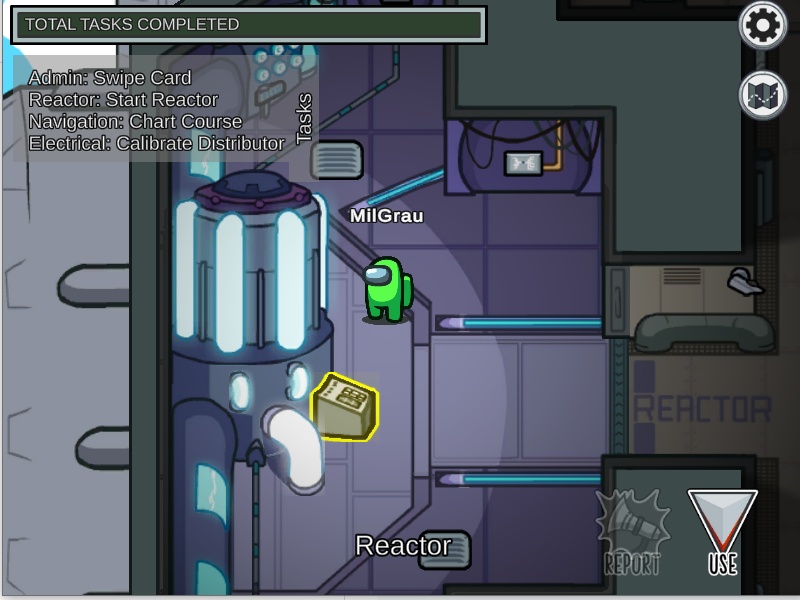 TOTAL TASKS COMPLETED
Admin: Swipe Card
Reactor: Start Reactor
Navigation: Chart Course
Electrical: Calibrate Distributor
Tasks
MilGrau
REACTOR
Reactor
REPORT
USE